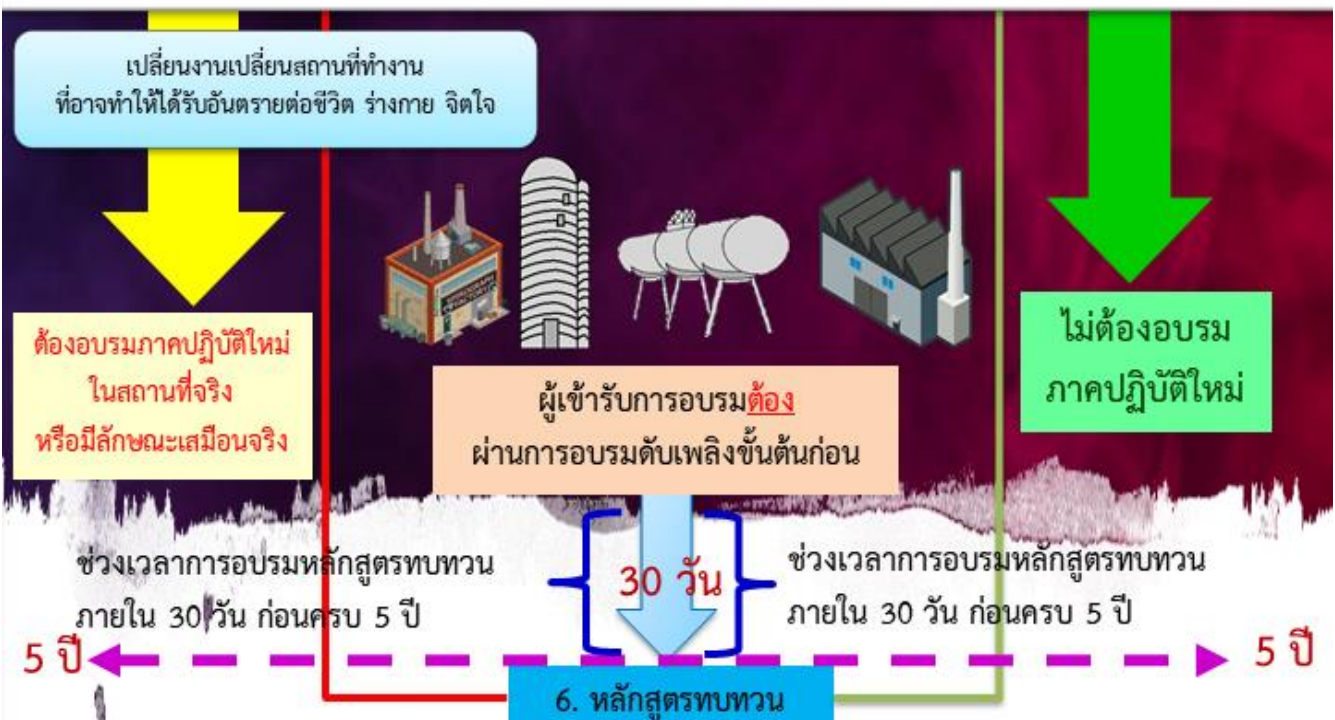 เปลี่ยนงานเปลี่ยนสถานที่ทำงาน
ที่อาจทำให้ได้รับอันตรายต่อชีวิต ร่างกาย จิตใจ
ต้องอบรมภาคปฏิบัติใหม่
ในสถานที่จริง
หรือมีลักษณะเสมือนจริง
ผู้เข้ารับการอบรมต้อง
ผ่านการอบรมดับเพลิงขั้นต้นก่อน
ไม่ต้องอบรม
ภาคปฏิบัติใหม่
ช่วงเวลาการอบรมหลักสูตรทบทวน
ภายใน 30 วัน ก่อนครบ 5 ปี
30 วัน
ช่วงเวลาการอบรมหลักสูตรทบทวน
ภายใน 30 วัน ก่อนครบ 5 ปี
5 ปี
5 ปี
6. หลักสูตรทบทวน